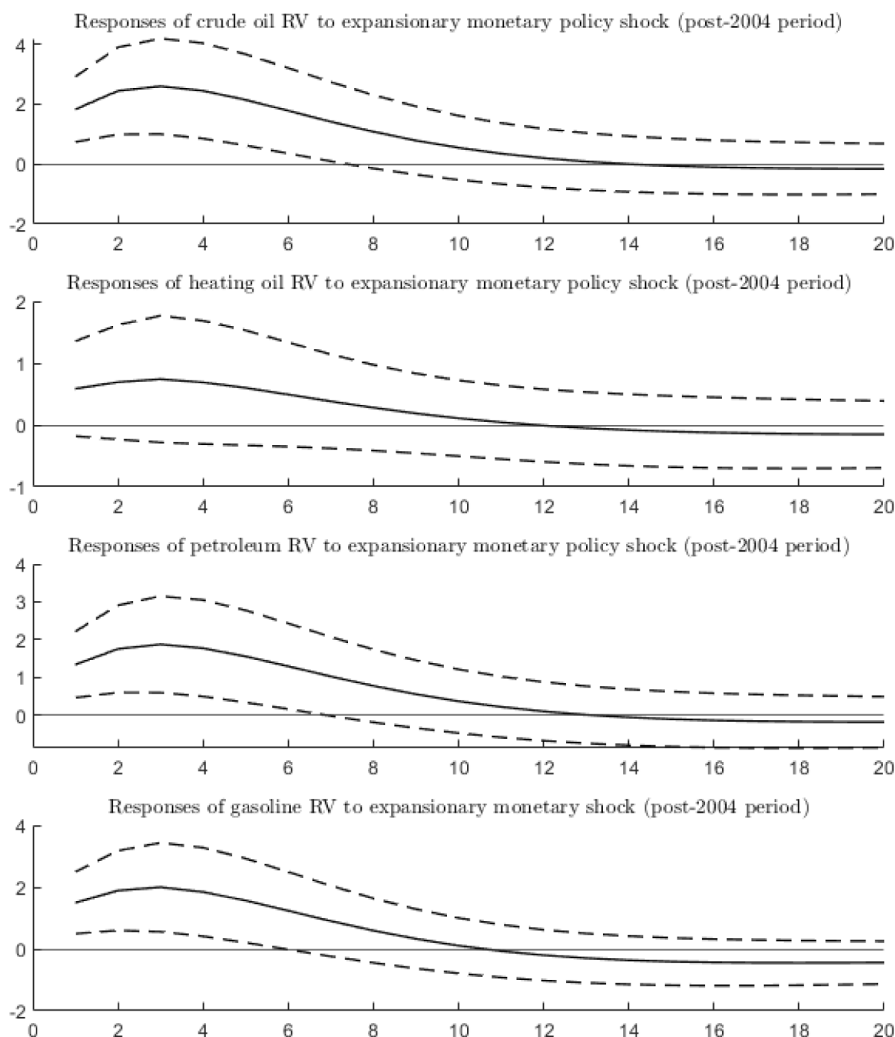 Responses of crude oil RV to expansionary monetary policy shock (post-2004 period)
4
2
0
-2
0 2 4 6 8 10 12 14 16 18 20
Responses of heating oil RV to expansionary monetary policy shock (post-2004 period)
2
1
0
-1
0 2 4 6 8 10 12 14 16 18 20
Responses of petroleum RV to expansionary monetary policy shock (post-2004 period)
4
3
2
1
0
0 2 4 6 8 10 12 14 16 18 20
Responses of gasoline RV to expansionary monetary shock (post-2004 period)
4
2
0
-2
0 2 4 6 8 10 12 14 16 18 20